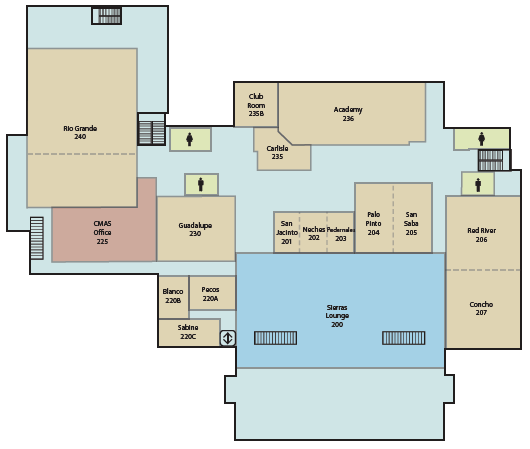 Club
Room
235B
Academy
236
Rio Grande
240
Carlisle
235
CMAS
Office
225
Guadalupe
230
San
Jacinto
201
Neches
202
Pedernales
203
Palo
Pinto
204
San
Saba
205
Red River
206
Blanco
220B
Pecos
220A
Sabine
220C
Sierras
Lounge
200
Concho
207